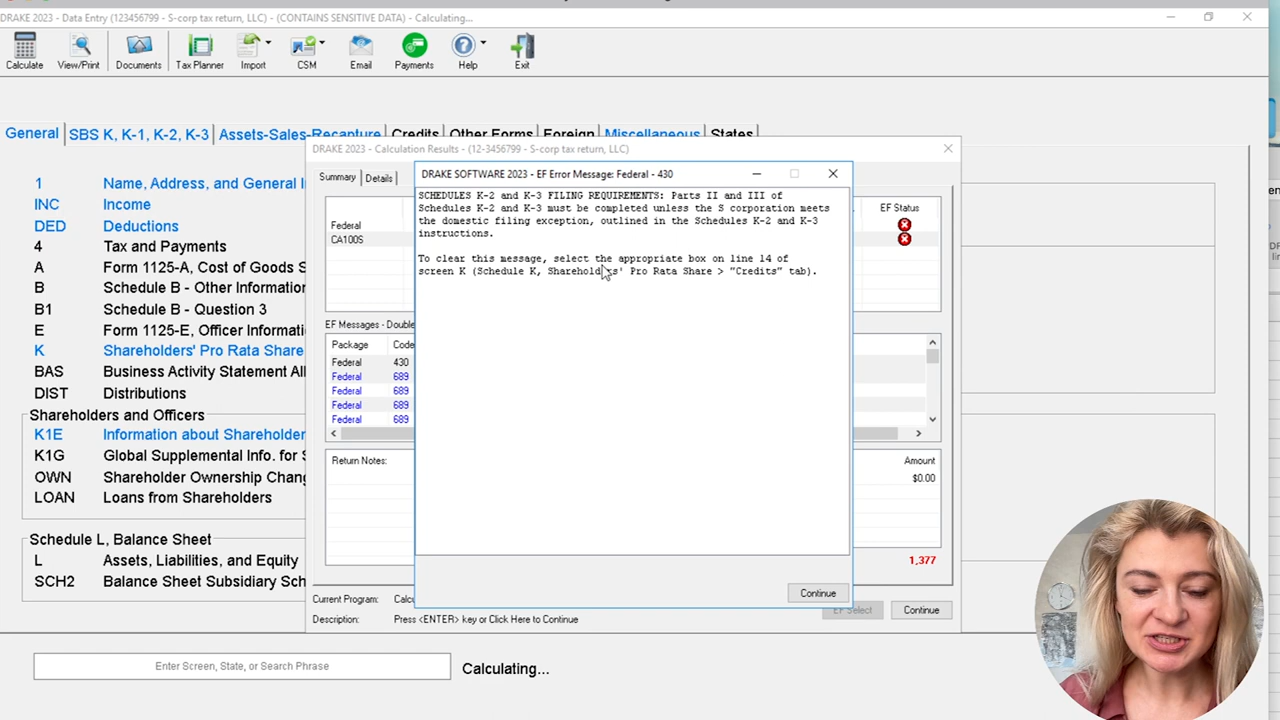 DRAKE 2023 - Data Entry (123456799 - S-corp tax return, LLC) - (CONTAINS SENSITIVE DATA) - Calculating...
Calculate
View/Print
Documents
Tax Planner
Import
CSM
Email
Payments
Help
Exit
General
SBS K, K-1, K-2, K-3
Assets-Sales-Recapture
Credits
Other Forms
Foreign
Miscellaneous
States
1 Name, Address, and General I
INC Income
DED Deductions
4 Tax and Payments
A Form 1125-A, Cost of Goods S
B Schedule B - Other Information
B1 Schedule B - Question 3
E Form 1125-E, Officer Informati
K Shareholders' Pro Rata Share
BAS Business Activity Statement All
DIST Distributions
Shareholders and Officers
K1E Information about Shareholder
K1G Global Supplemental Info. for S
OWN Shareholder Ownership Chang
LOAN Loans from Shareholders
Schedule L, Balance Sheet
L Assets, Liabilities, and Equity
SCH2 Balance Sheet Subsidiary Sch
Enter Screen, State, or Search Phrase
Calculating...
DRAKE 2023 - Calculation Results - (12-3456799 - S-corp tax return, LLC)
Summary
Details
EF Status
Federal
CA100S
EF Messages - Double
Package Code
Federal 430
Federal 689
Federal 689
Federal 689
Federal 689
Return Notes:
Amount
$0.00
1,377
Current Program: Calcu
Description: Press <ENTER> key or Click Here to Continue
EF Select
Continue
DRAKE SOFTWARE 2023 - EF Error Message: Federal - 430
SCHEDULES K-2 and K-3 FILING REQUIREMENTS: Parts II and III of
Schedules K-2 and K-3 must be completed unless the S corporation meets
the domestic filing exception, outlined in the Schedules K-2 and K-3
instructions.
To clear this message, select the appropriate box on line 14 of
screen K (Schedule K, Shareholders' Pro Rata Share > "Credits" tab).
Continue